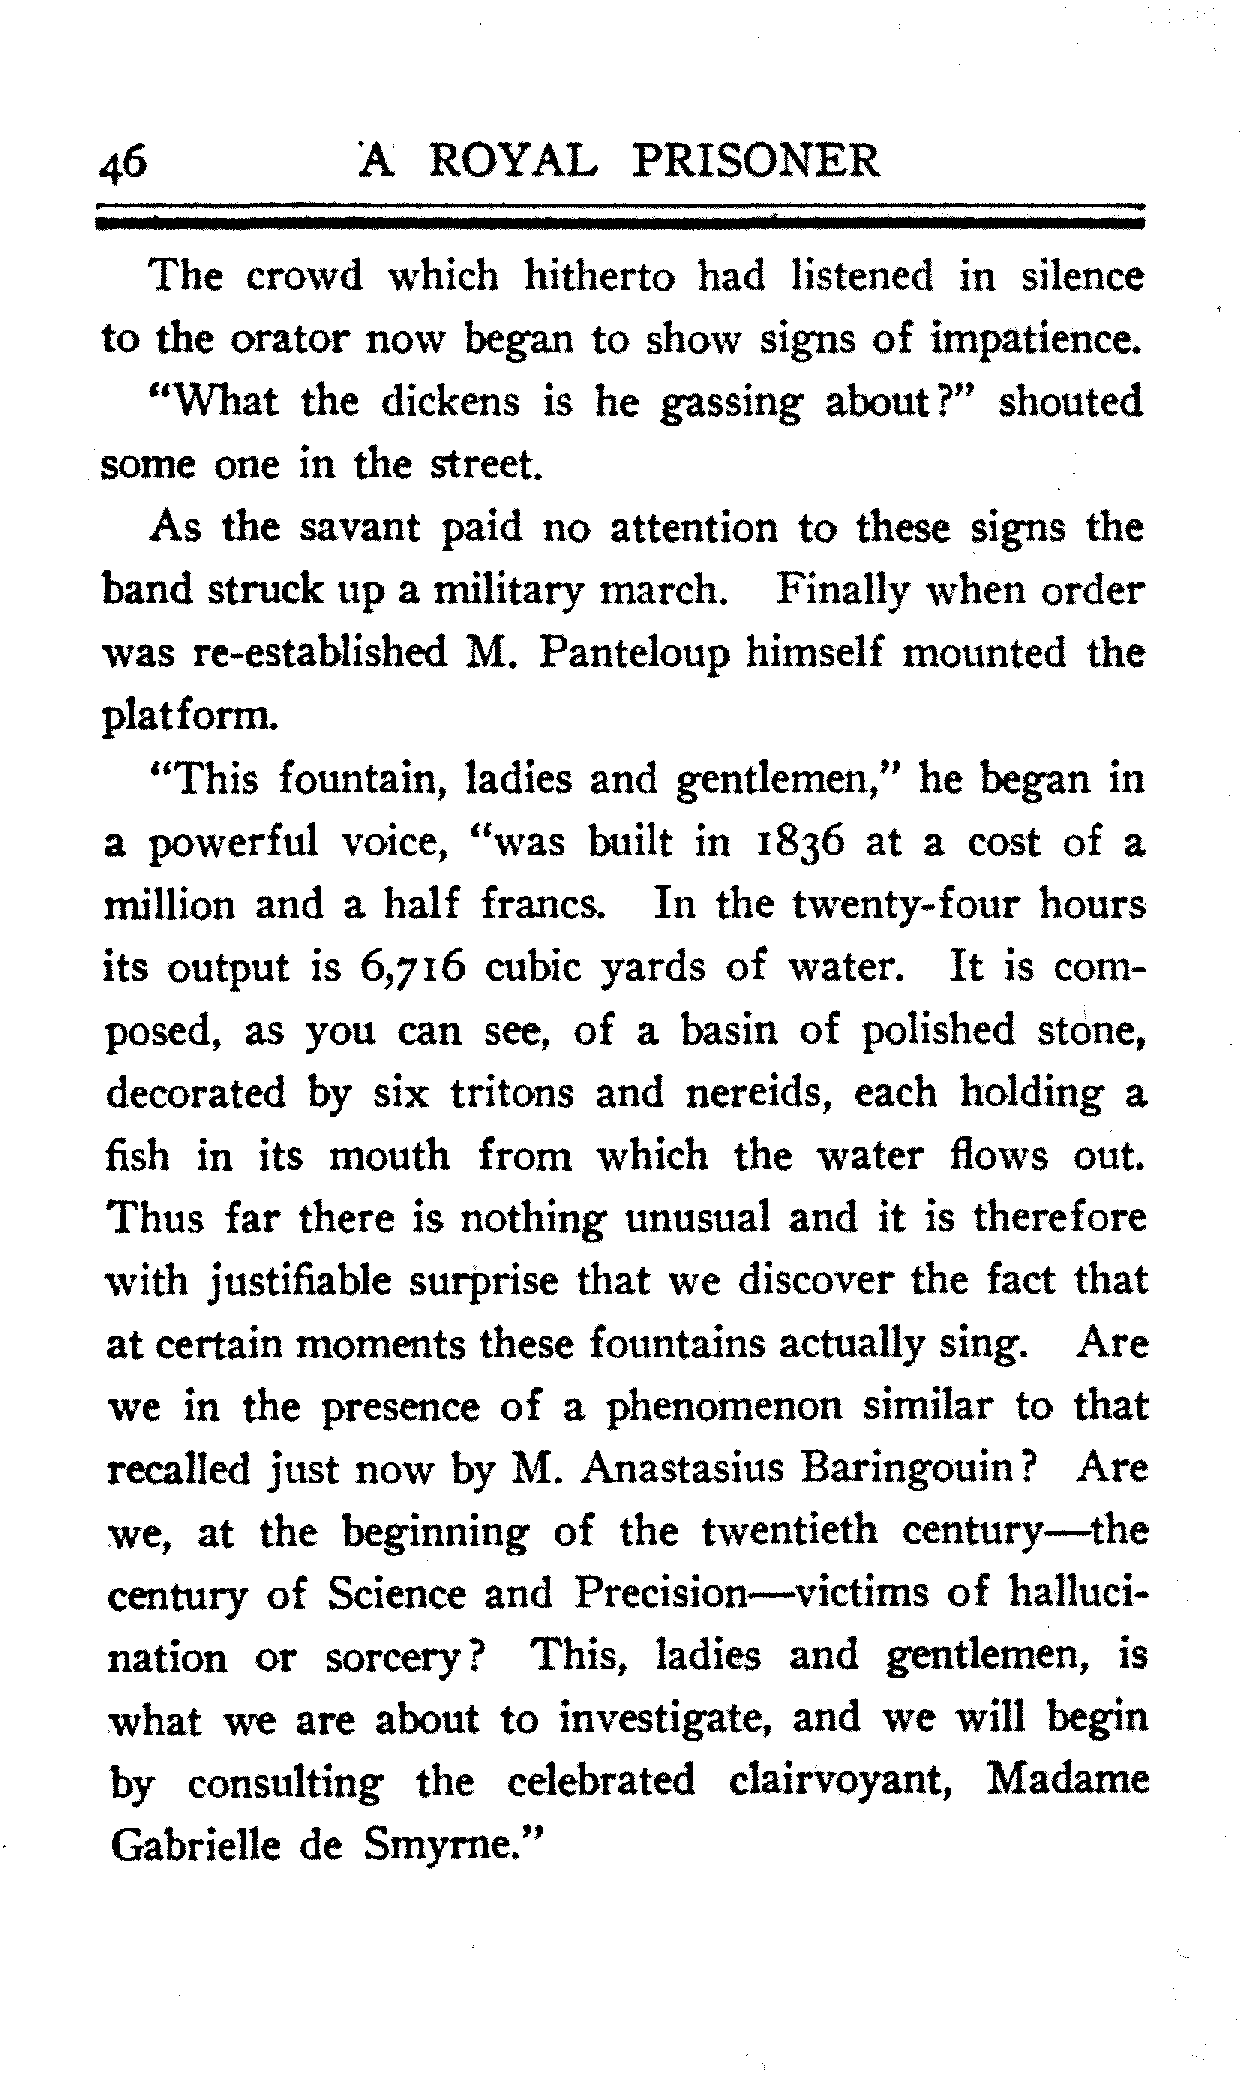 46 A ROYAL PRISONER
The crowd which hitherto had listened in silence
to the orator now began to show signs of impatience.
“What the dickens is he gassing about?” shouted
some one in the street.
As the savant paid no attention to these signs the
band struck up a military march. Finally when order
was re-established M. Panteloup himself mounted the
platform.
“This fountain, ladies and gentlemen,” he began in
a powerful voice, “was built in 1836 at a cost of a
million and a half francs. In the twenty-four hours
its output is 6,716 cubic yards of water. It is com-
posed, as you can see, of a basin of polished stone,
decorated by six tritons and nereids, each holding a
fish in its mouth from which the water flows out.
Thus far there is nothing unusual and it is therefore
with justifiable surprise that we discover the fact that
at certain moments these fountains actually sing. Are
we in the presence of a phenomenon similar to that
recalled just now by M. Anastasius Baringouin? Are
we, at the beginning of the twentieth century—the
century of Science and Precision—victims of halluci-
nation or sorcery? This, ladies and gentlemen, is
what we are about to investigate, and we will begin
by consulting the celebrated clairvoyant, Madame
Gabrielle de Smyrne.”